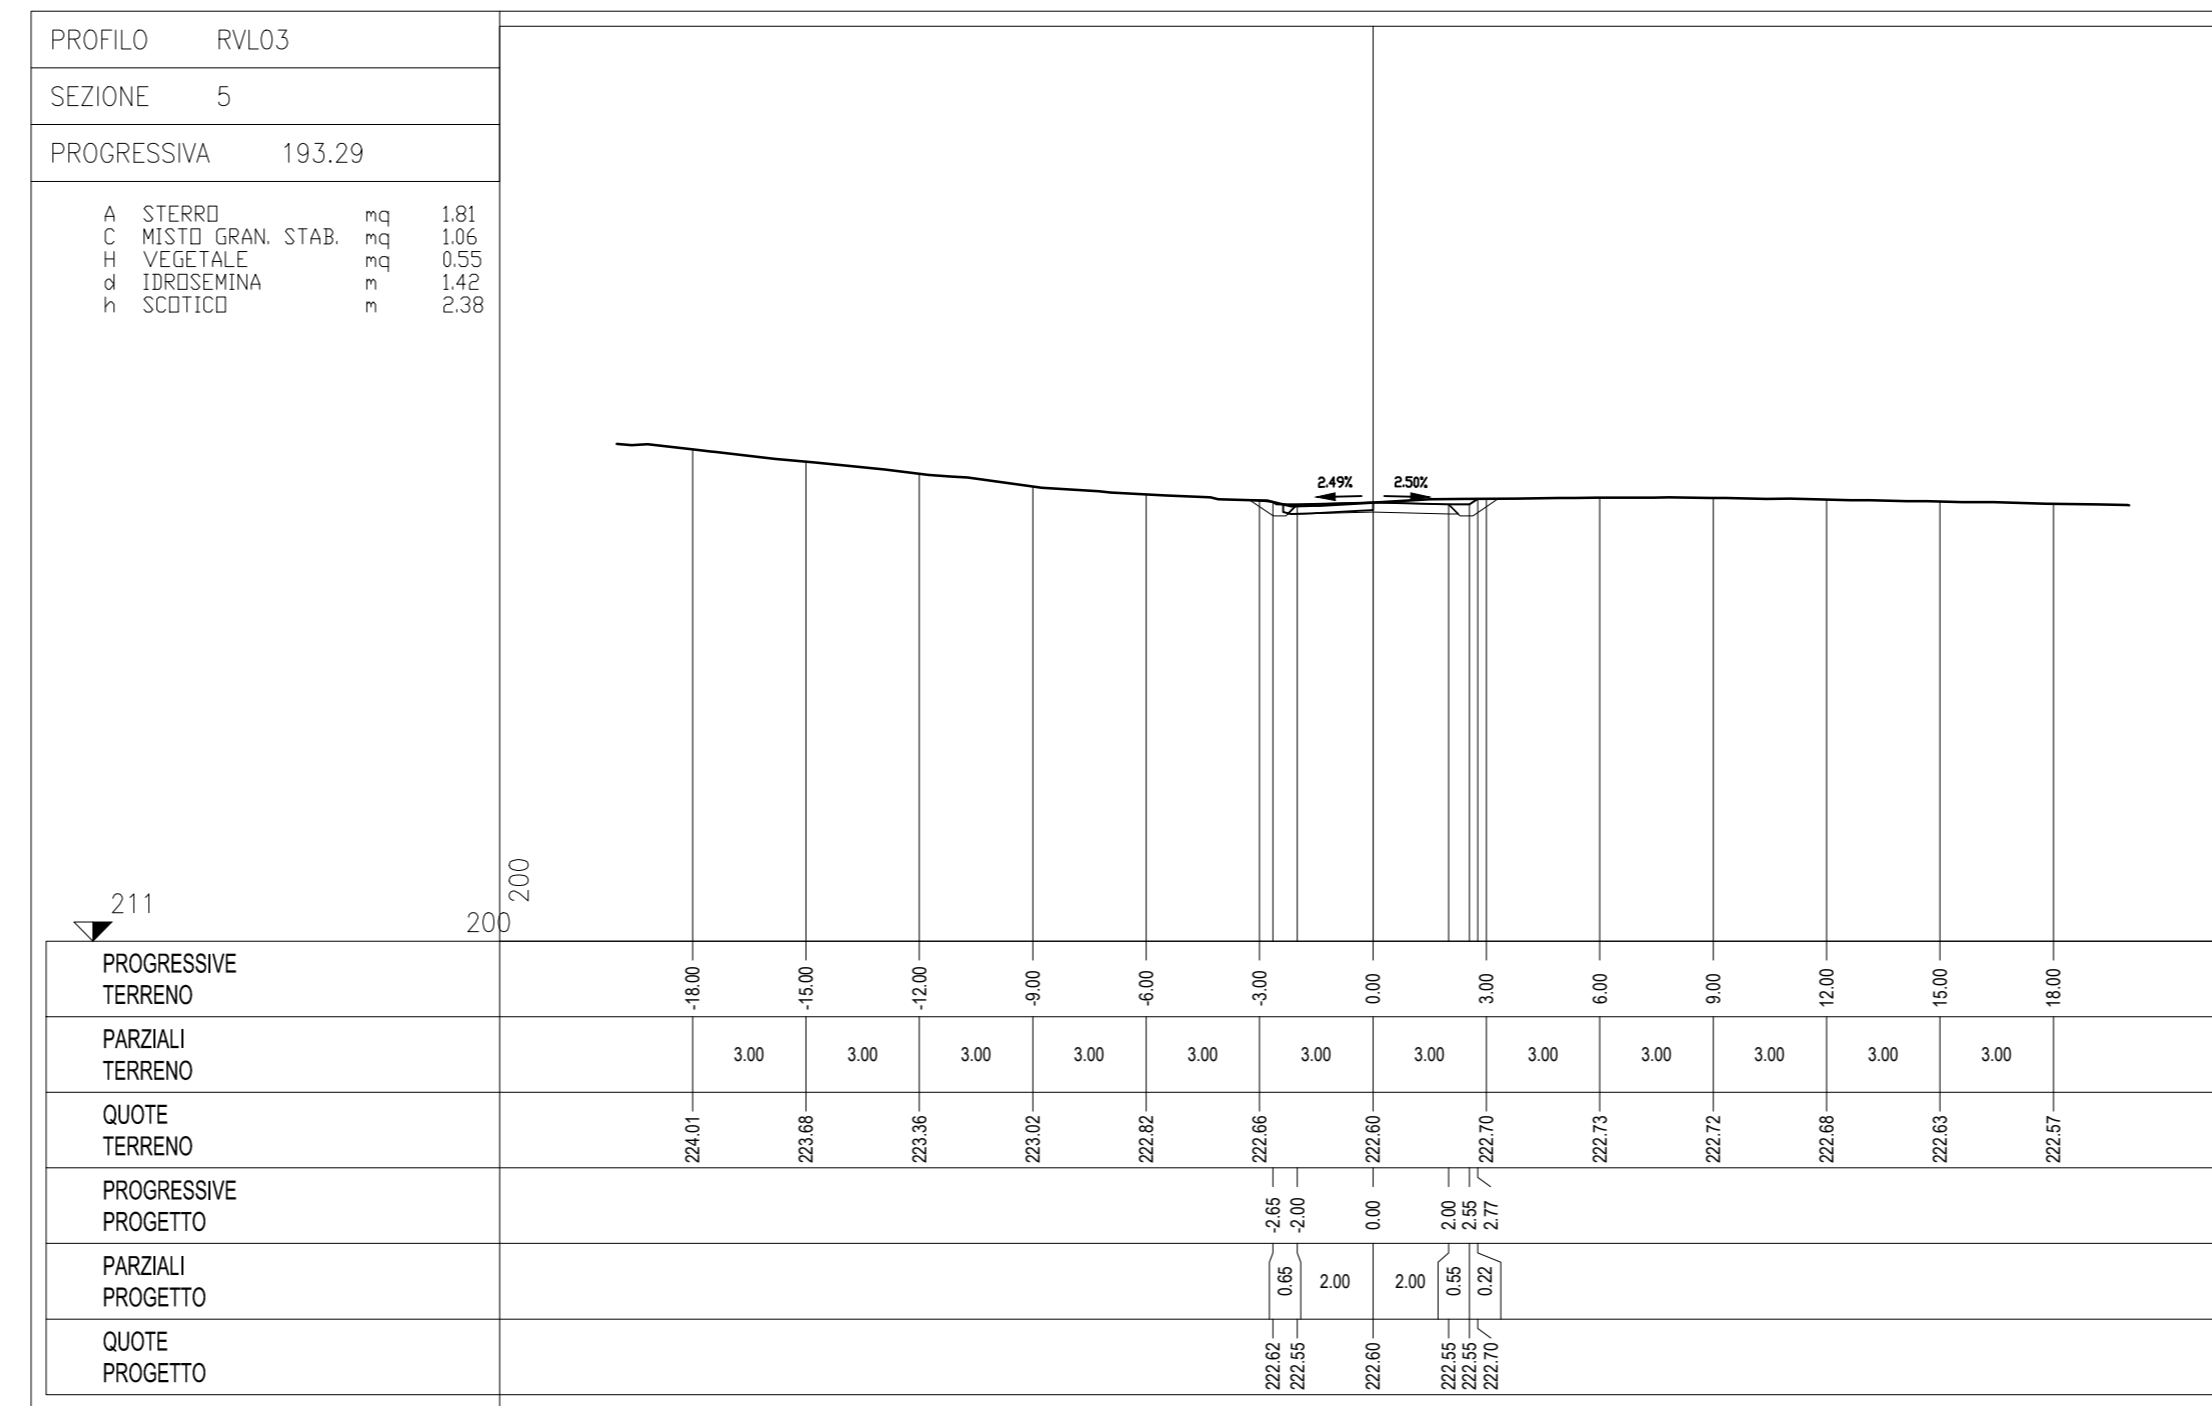 PROFILO RVL03
SEZIONE 5
PROGRESSIVA 193.29
A STERRO mq 1.81
C MISTO GRAN. STAB. mq 1.06
H VEGETALE mq 0.55
d IDROSEMINA m 1.42
h SCOTICO m 2.38
2.49% 2.50%
211
200
200
PROGRESSIVE
TERRENO
-18.00 -15.00 -12.00 -9.00 -6.00 -3.00 0.00 3.00 6.00 9.00 12.00 15.00 18.00
PARZIALI
TERRENO
3.00 3.00 3.00 3.00 3.00 3.00 3.00 3.00 3.00 3.00 3.00 3.00
QUOTE
TERRENO
224.01 223.68 223.36 223.02 222.82 222.66 222.60 222.70 222.73 222.72 222.68 222.63 222.57
PROGRESSIVE
PROGETTO
-2.65 -2.00 0.00 2.00 2.55 2.77
PARZIALI
PROGETTO
0.65 2.00 2.00 0.55 0.22
QUOTE
PROGETTO
222.62 222.55 222.60 222.55 222.55 222.70